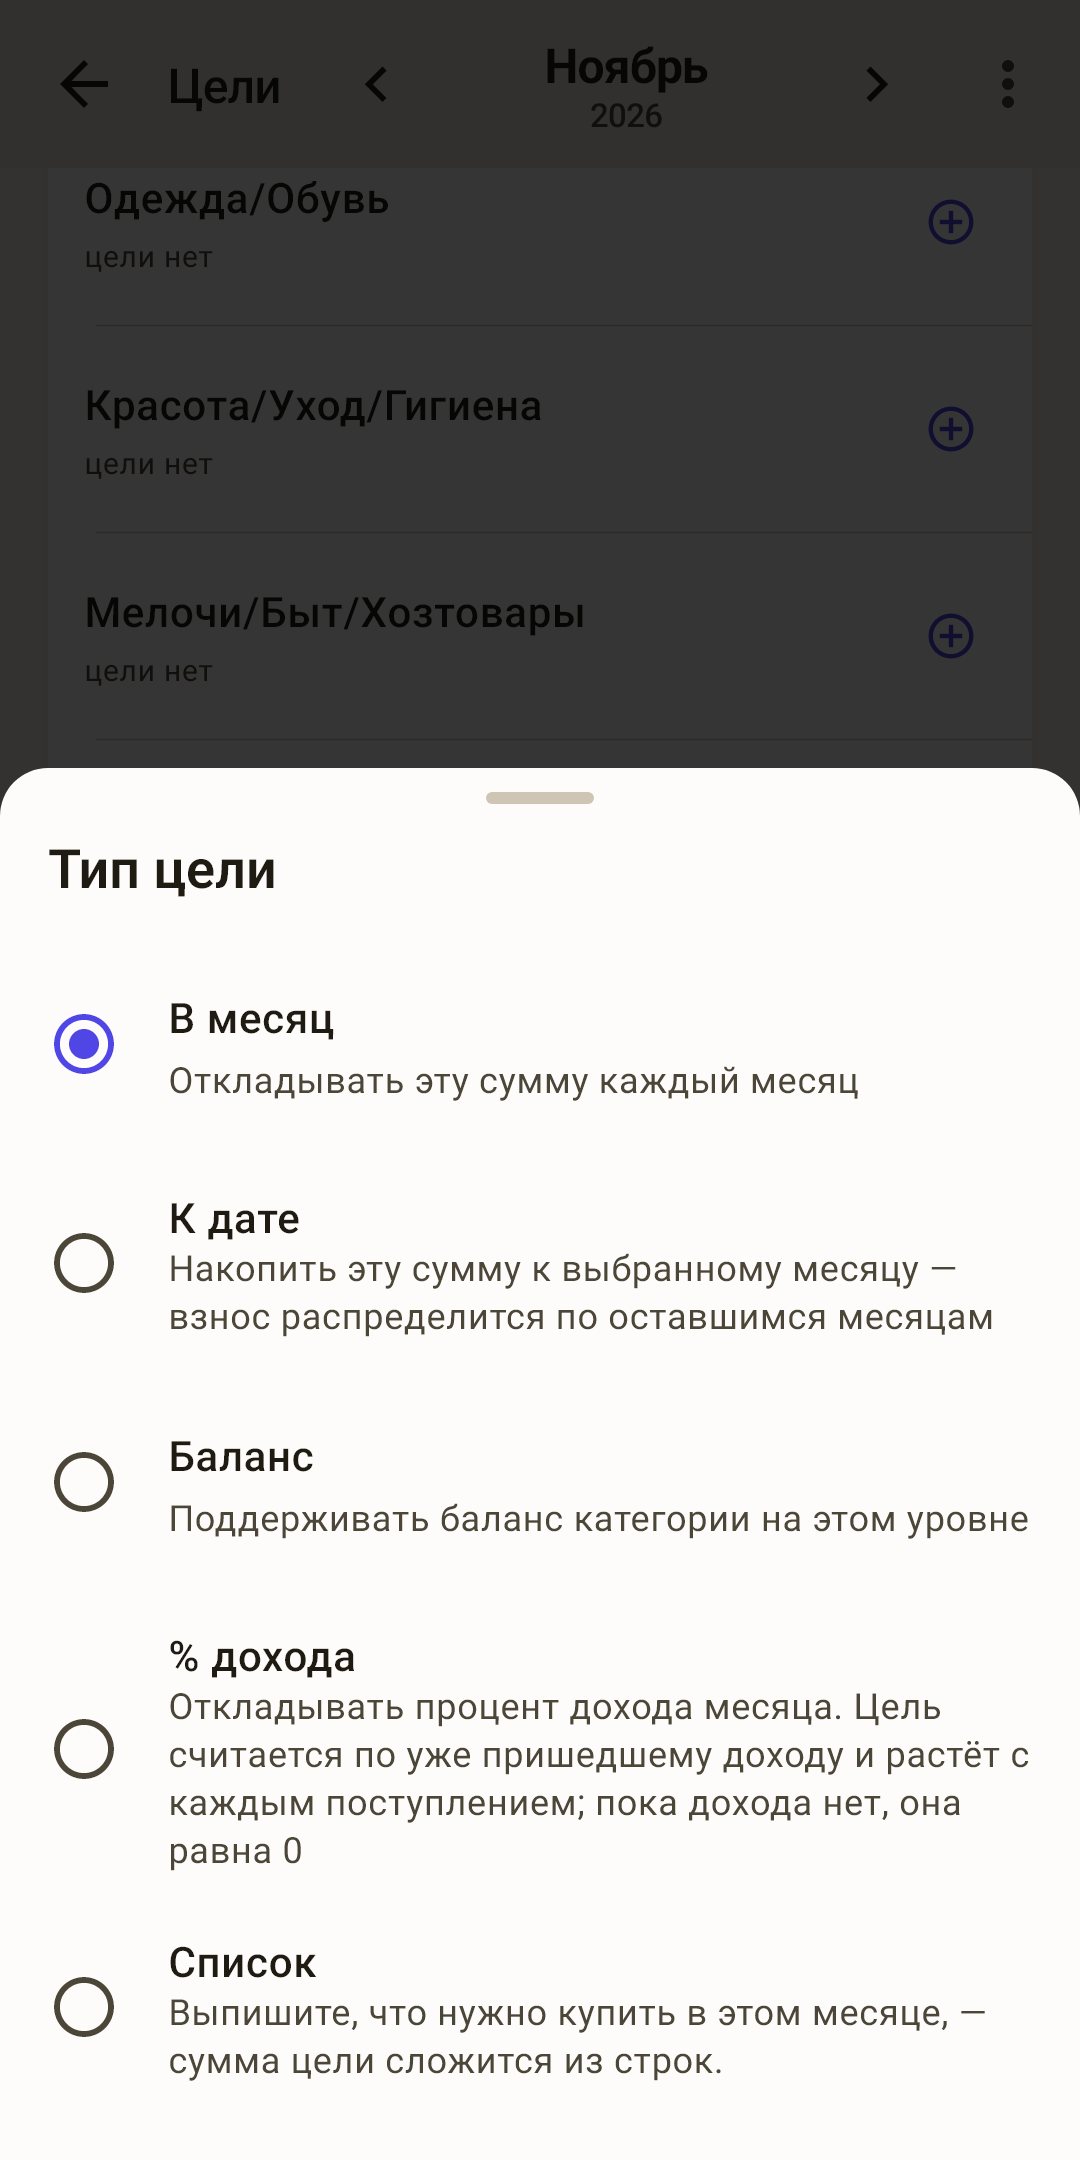 Цели
Ноябрь
2026
Одежда/Обувь
цели нет
Красота/Уход/Гигиена
цели нет
Мелочи/Быт/Хозтовары
цели нет
Тип цели
В месяц
Откладывать эту сумму каждый месяц
К дате
Накопить эту сумму к выбранному месяцу —
взнос распределится по оставшимся месяцам
Баланс
Поддерживать баланс категории на этом уровне
% дохода
Откладывать процент дохода месяца. Цель
считается по уже пришедшему доходу и растёт с
каждым поступлением; пока дохода нет, она
равна 0
Список
Выпишите, что нужно купить в этом месяце, —
сумма цели сложится из строк.